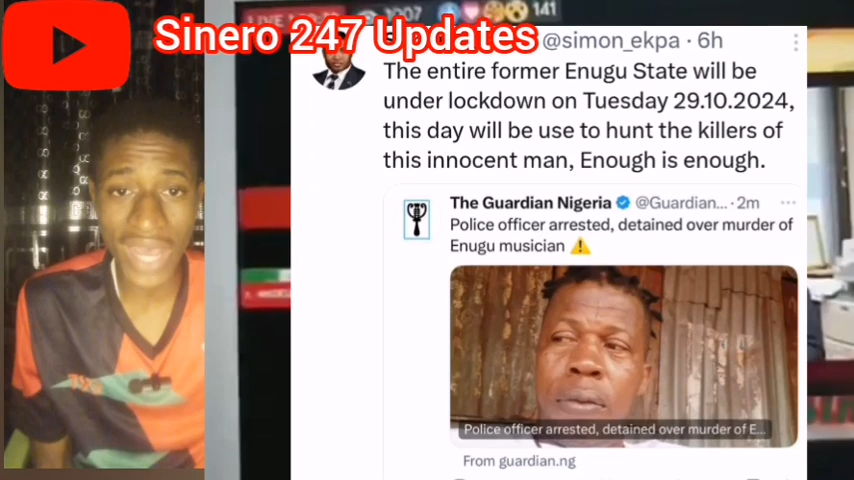 Sinero 247 Updates
141
@simon_ekpa · 6h
The entire former Enugu State will be
under lockdown on Tuesday 29.10.2024,
this day will be use to hunt the killers of
this innocent man, Enough is enough.
The Guardian Nigeria @Guardian... · 2m
Police officer arrested, detained over murder of
Enugu musician
Police officer arrested, detained over murder of E...
From guardian.ng